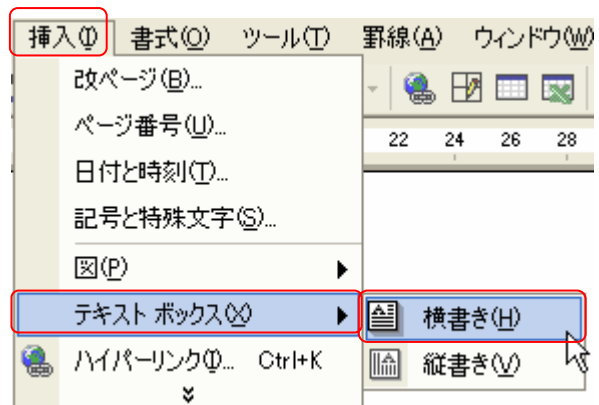 挿入(I) 書式(O) ツール(T) 罫線(A) ウィンドウ(W)
改ページ(B)...
ページ番号(U)...
22 24 26 28
日付と時刻(T)...
記号と特殊文字(S)...
図(P)
テキスト ボックス(X) 横書き(H)
ハイパーリンク(I)... Ctrl+K 縦書き(V)